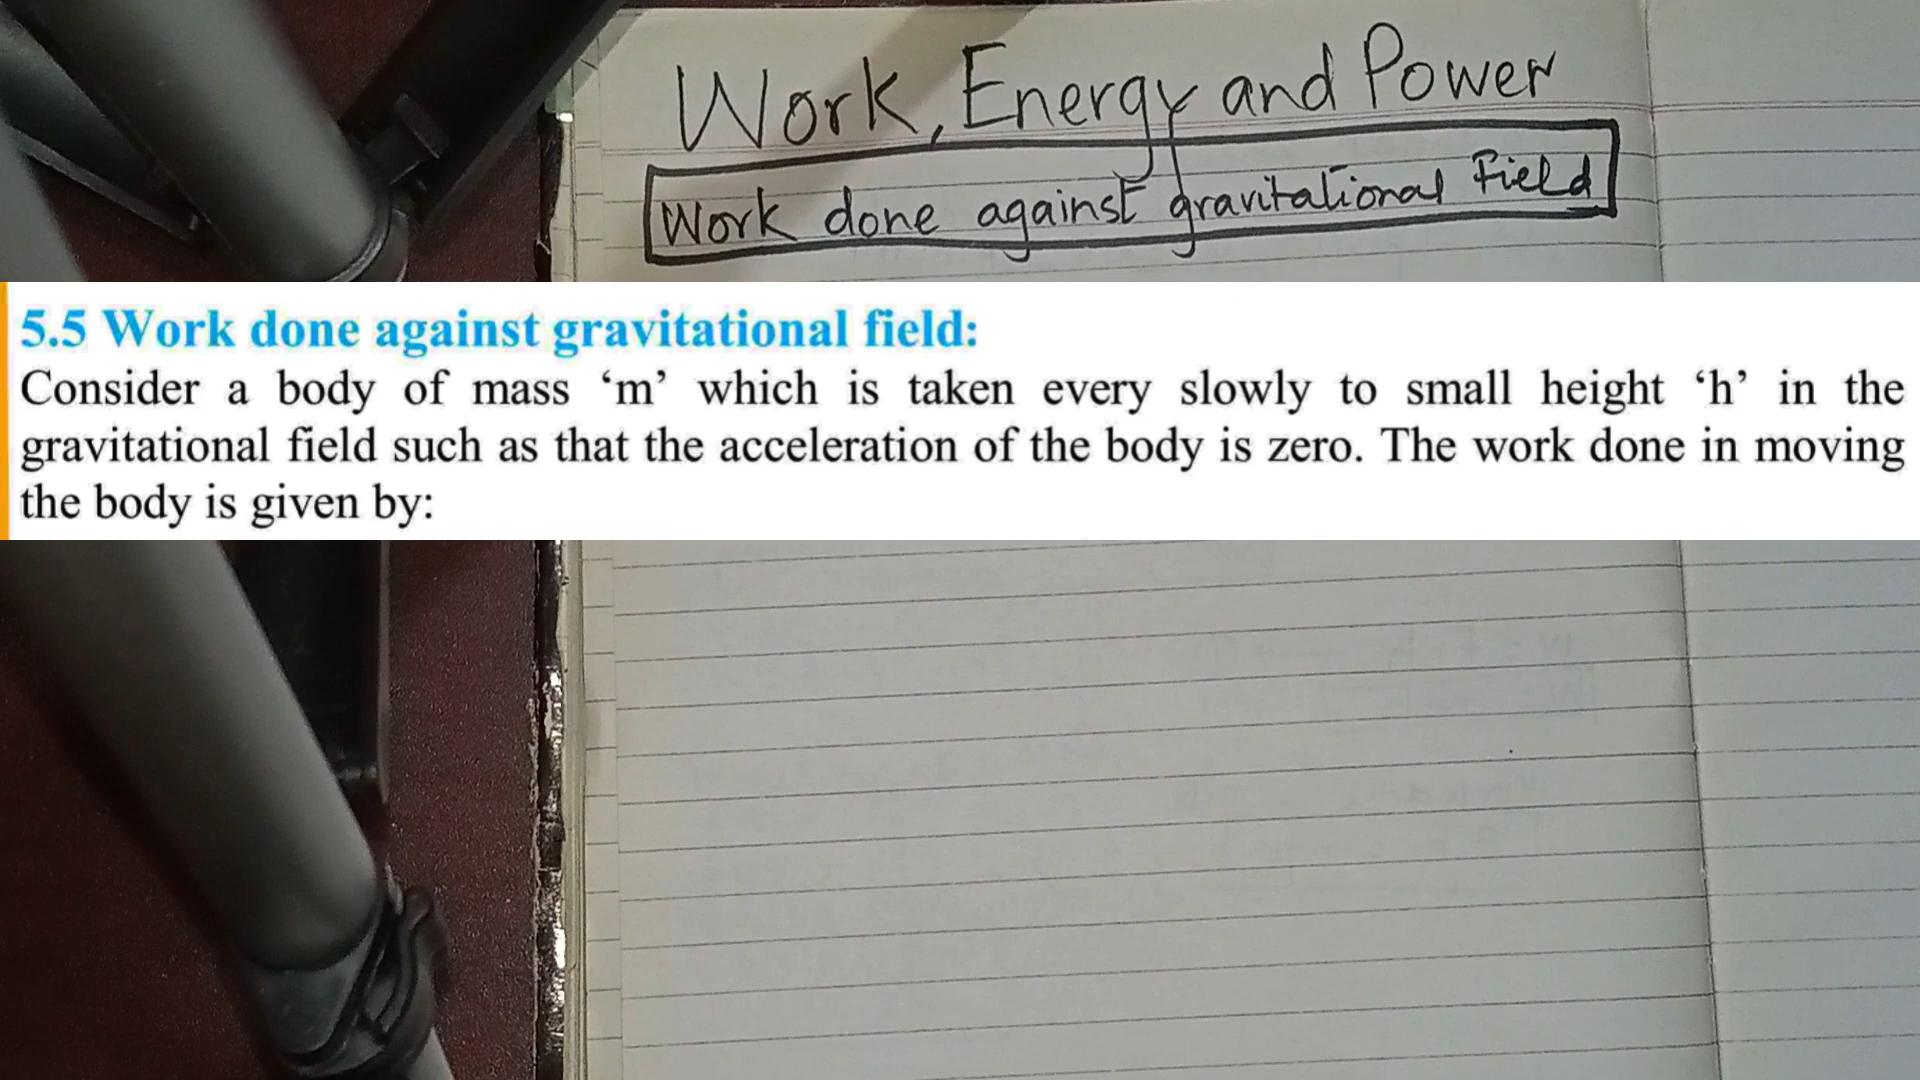 Work, Energy and Power
Work done against gravitational Field
5.5 Work done against gravitational field:
Consider a body of mass ‘m’ which is taken every slowly to small height ‘h’ in the
gravitational field such as that the acceleration of the body is zero. The work done in moving
the body is given by: